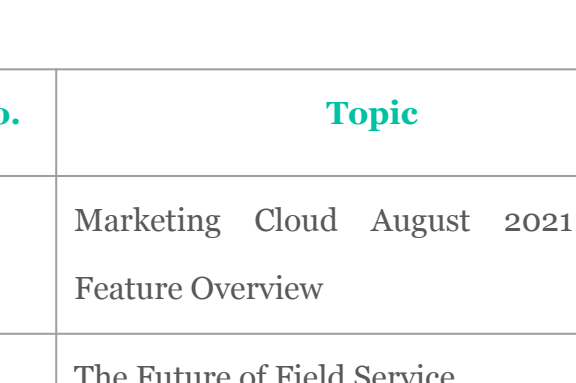 o. Topic
Marketing Cloud August 2021
Feature Overview
The Future of Field Service